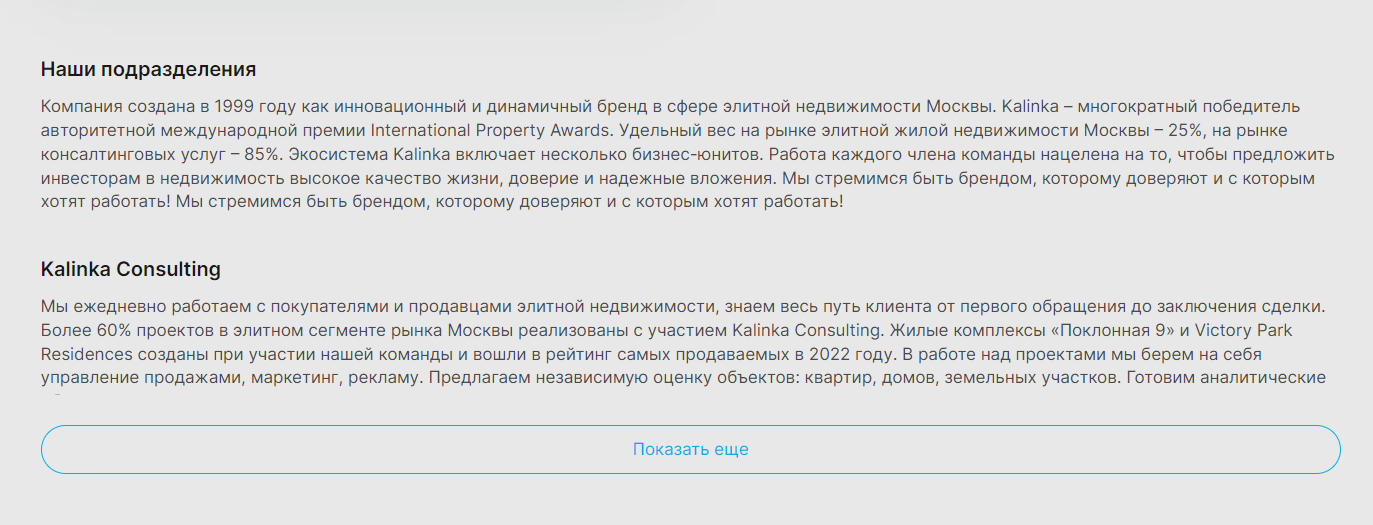 Наши подразделения
Компания создана в 1999 году как инновационный и динамичный бренд в сфере элитной недвижимости Москвы. Kalinka – многократный победитель
авторитетной международной премии International Property Awards. Удельный вес на рынке элитной жилой недвижимости Москвы – 25%, на рынке
консалтинговых услуг – 85%. Экосистема Kalinka включает несколько бизнес-юнитов. Работа каждого члена команды нацелена на то, чтобы предложить
инвесторам в недвижимость высокое качество жизни, доверие и надежные вложения. Мы стремимся быть брендом, которому доверяют и с которым
хотят работать! Мы стремимся быть брендом, которому доверяют и с которым хотят работать!
Kalinka Consulting
Мы ежедневно работаем с покупателями и продавцами элитной недвижимости, знаем весь путь клиента от первого обращения до заключения сделки.
Более 60% проектов в элитном сегменте рынка Москвы реализованы с участием Kalinka Consulting. Жилые комплексы «Поклонная 9» и Victory Park
Residences созданы при участии нашей команды и вошли в рейтинг самых продаваемых в 2022 году. В работе над проектами мы берем на себя
управление продажами, маркетинг, рекламу. Предлагаем независимую оценку объектов: квартир, домов, земельных участков. Готовим аналитические
Показать еще